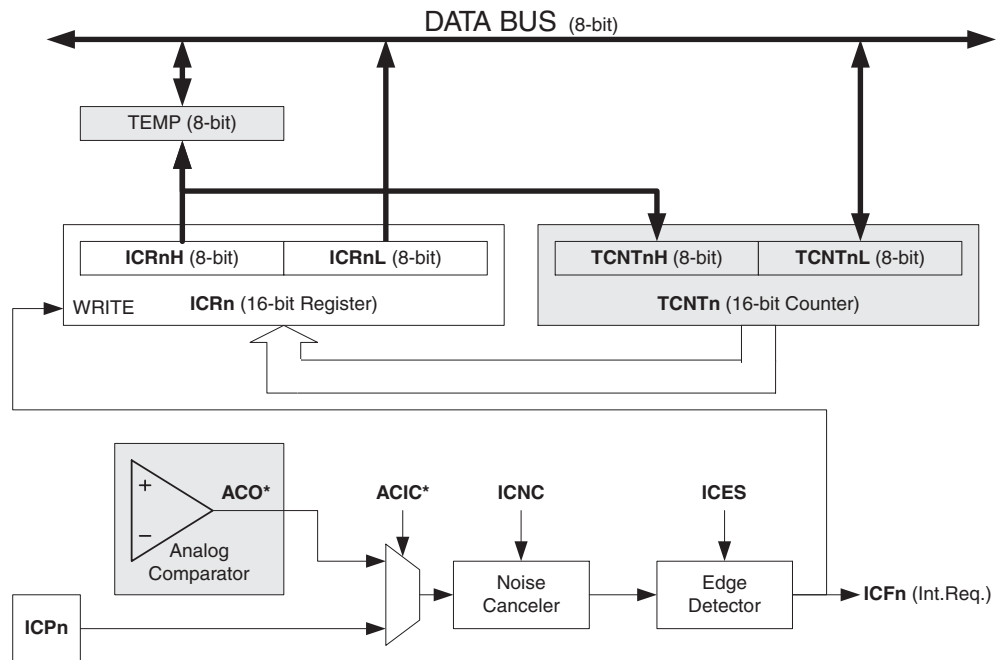 DATA BUS (8-bit)
TEMP (8-bit)
ICRnH (8-bit)
ICRnL (8-bit)
TCNTnH (8-bit)
TCNTnL (8-bit)
WRITE
ICRn (16-bit Register)
TCNTn (16-bit Counter)
+
−
ACO*
Analog
Comparator
ACIC*
ICNC
ICES
Noise
Canceler
Edge
Detector
ICFn (Int.Req.)
ICPn